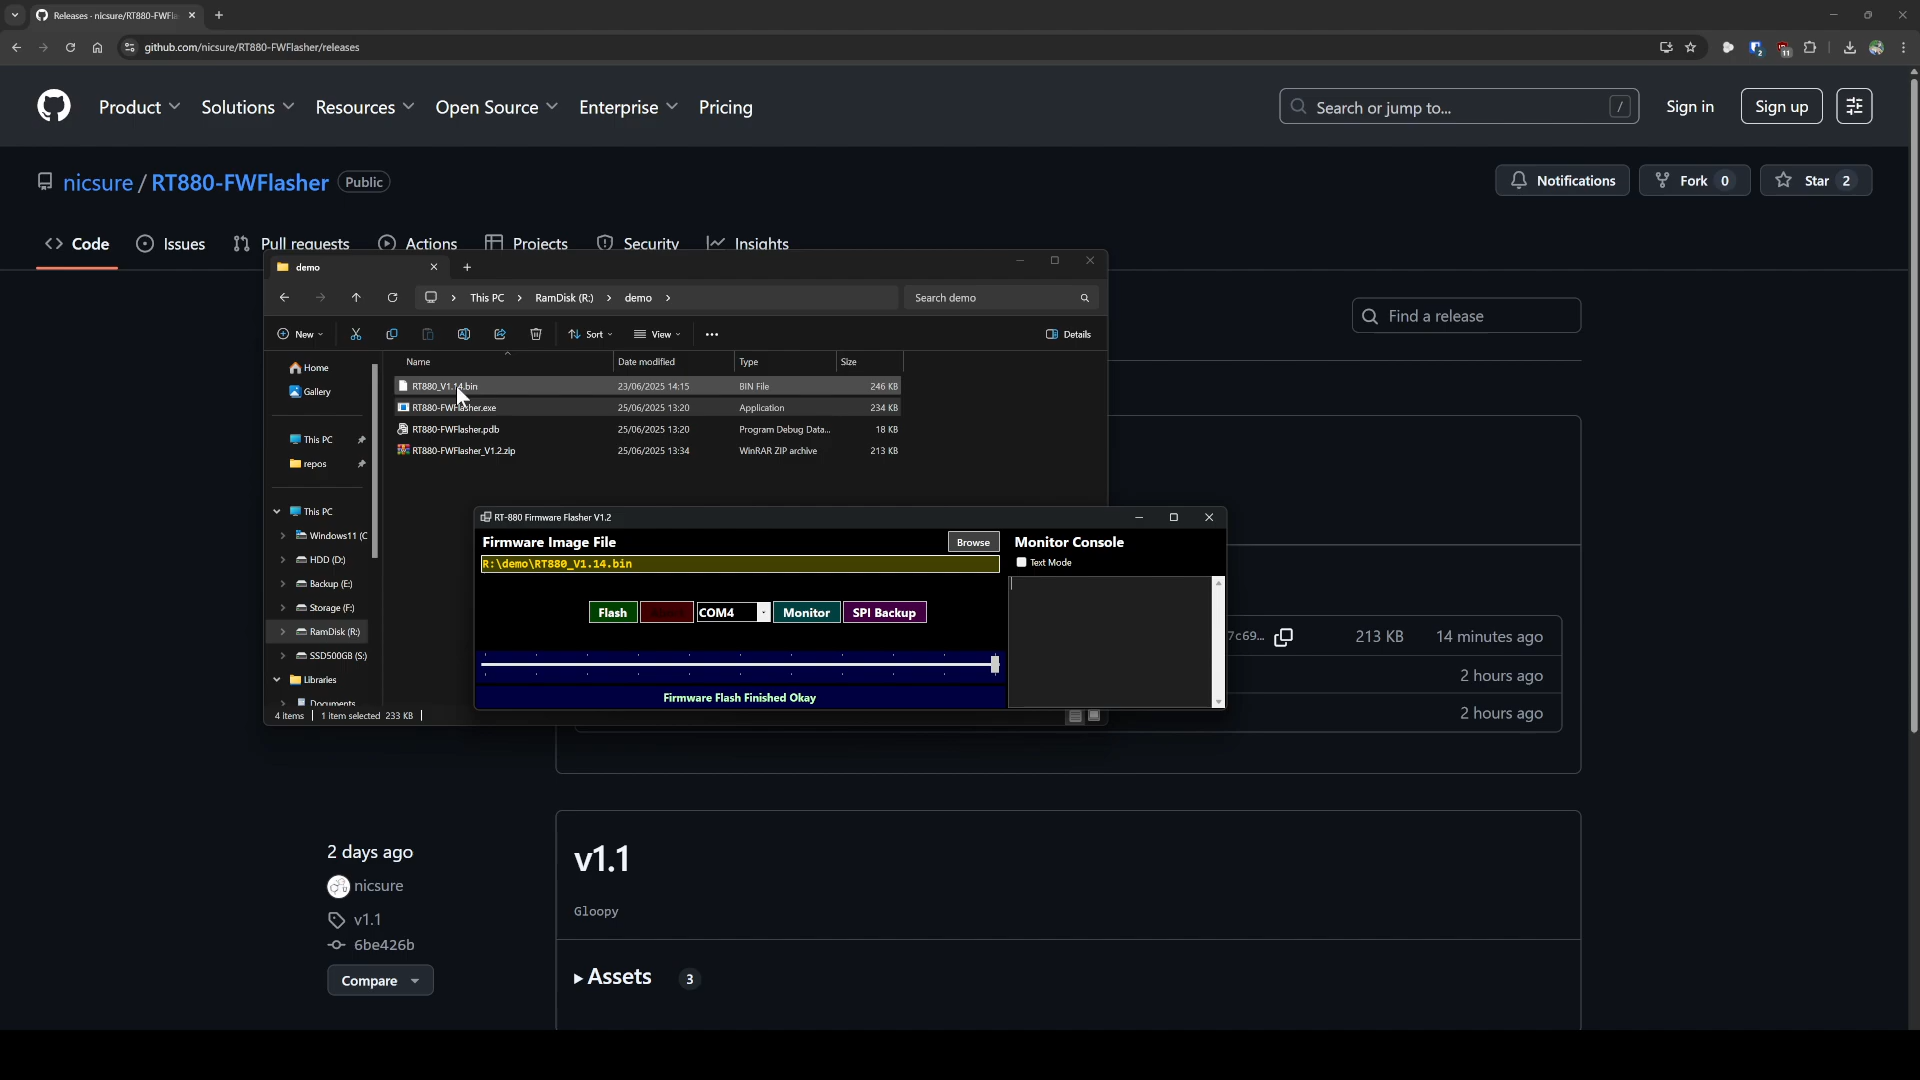 Releases · nicsure/RT880-FWFl
github.com/nicsure/RT880-FWFlasher/releases
2
11
Product
Solutions
Resources
Open Source
Enterprise
Pricing
Search or jump to...
/
Sign in
Sign up
nicsure / RT880-FWFlasher
Public
Notifications
Fork 0
Star 2
Code
Issues
Pull requests
Actions
Projects
Security
Insights
demo
This PC > RamDisk (R:) > demo >
Search demo
Find a release
New
Sort
View
Details
Name
Date modified
Type
Size
RT880_V1.14.bin 23/06/2025 14:15 BIN File 246 KB
RT880-FWFlasher.exe 25/06/2025 13:20 Application 234 KB
RT880-FWFlasher.pdb 25/06/2025 13:20 Program Debug Data... 18 KB
RT880-FWFlasher_V1.2.zip 25/06/2025 13:34 WinRAR ZIP archive 213 KB
Home
Gallery
This PC
repos
This PC
Windows11 (C
HDD (D:)
Backup (E:)
Storage (F:)
RamDisk (R:)
SSD500GB (S:)
Libraries
Documents
4 items
1 item selected 233 KB
RT-880 Firmware Flasher V1.2
Firmware Image File
Browse
R:\demo\RT880_V1.14.bin
Flash
COM4
Monitor
SPI Backup
Firmware Flash Finished Okay
Monitor Console
Text Mode
7c69...
213 KB
14 minutes ago
2 hours ago
2 hours ago
2 days ago
nicsure
v1.1
6be426b
Compare
v1.1
Gloopy
Assets 3